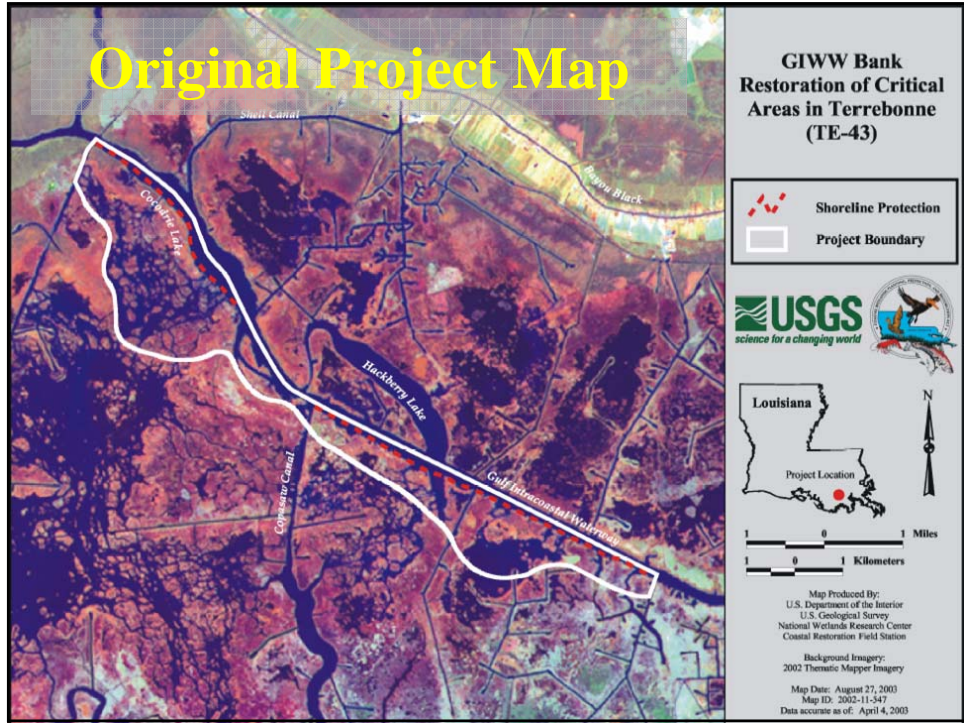 Original Project Map
Shell Canal
Bayou Black
Cocodrie Lake
Hackberry Lake
Copasaw Canal
Gulf Intracoastal Waterway
GIWW Bank
Restoration of Critical
Areas in Terrebonne
(TE-43)
Shoreline Protection
Project Boundary
USGS
science for a changing world
N
Louisiana
Project Location
1 0 1 Miles
1 0 1 Kilometers
Map Produced By:
U.S. Department of the Interior
U.S. Geological Survey
National Wetlands Research Center
Coastal Restoration Field Station
Background Imagery:
2002 Thematic Mapper Imagery
Map Date: August 27, 2003
Map ID: 2002-11-547
Data accurate as of: April 4, 2003